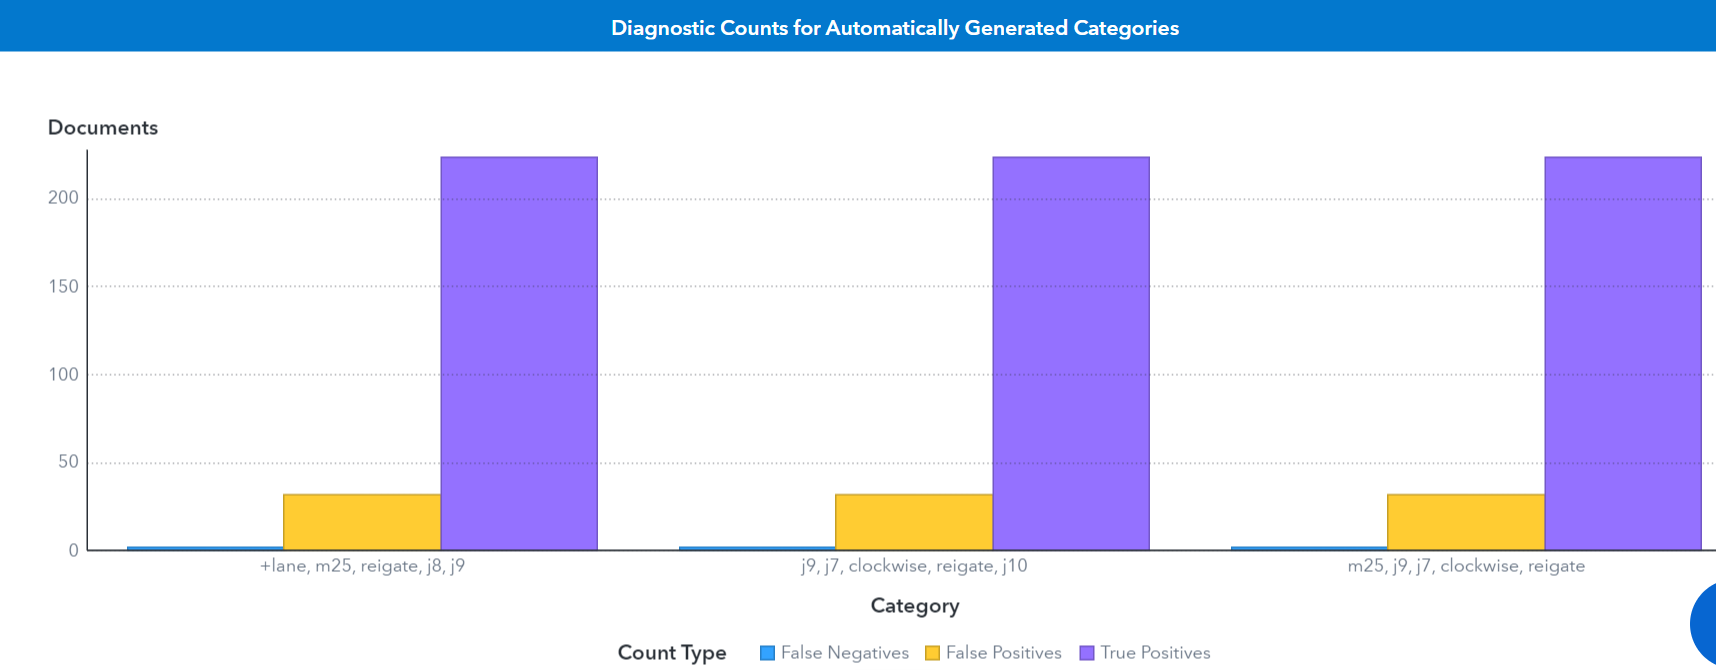 Diagnostic Counts for Automatically Generated Categories
Documents
200
150
100
50
0
+lane, m25, reigate, j8, j9
j9, j7, clockwise, reigate, j10
m25, j9, j7, clockwise, reigate
Category
Count Type False Negatives False Positives True Positives